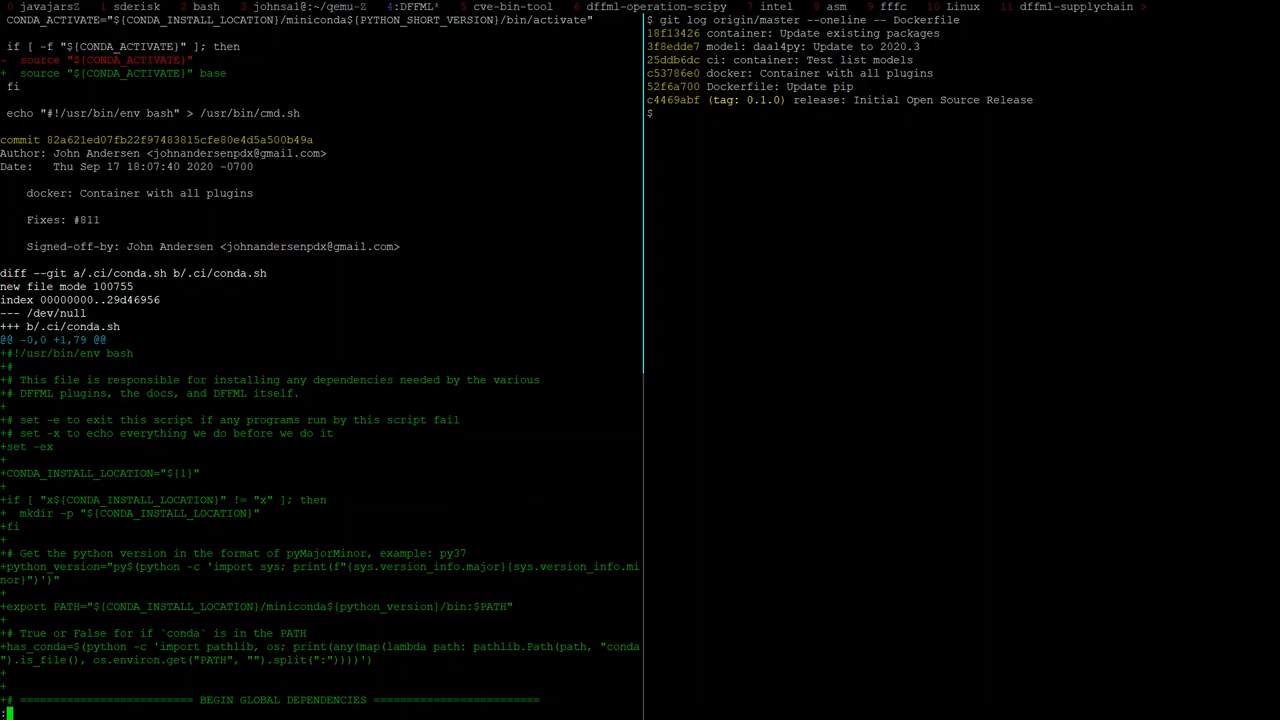 0 javajarsZ 1 sderisk 2 bash 3 johnsa1@:~/qemu-Z 4:DFFML* 5 cve-bin-tool 6 dffml-operation-scipy 7 intel 8 asm 9 fffc 10 Linux 11 dffml-supplychain >
CONDA_ACTIVATE="${CONDA_INSTALL_LOCATION}/miniconda${PYTHON_SHORT_VERSION}/bin/activate"
if [ -f "${CONDA_ACTIVATE}" ]; then
-  source "${CONDA_ACTIVATE}"
+  source "${CONDA_ACTIVATE}" base
fi
echo "#!/usr/bin/env bash" > /usr/bin/cmd.sh
commit 82a621ed07fb22f97483815cfe80e4d5a500b49a
Author: John Andersen <johnandersenpdx@gmail.com>
Date:   Thu Sep 17 18:07:40 2020 -0700
docker: Container with all plugins
Fixes: #811
Signed-off-by: John Andersen <johnandersenpdx@gmail.com>
diff --git a/.ci/conda.sh b/.ci/conda.sh
new file mode 100755
index 00000000..29d46956
--- /dev/null
+++ b/.ci/conda.sh
@@ -0,0 +1,79 @@
+#!/usr/bin/env bash
+#
+# This file is responsible for installing any dependencies needed by the various
+# DFFML plugins, the docs, and DFFML itself.
+
+# set -e to exit this script if any programs run by this script fail
+# set -x to echo everything we do before we do it
+set -ex
+
+CONDA_INSTALL_LOCATION="${1}"
+
+if [ "x${CONDA_INSTALL_LOCATION}" != "x" ]; then
+  mkdir -p "${CONDA_INSTALL_LOCATION}"
+fi
+
+# Get the python version in the format of pyMajorMinor, example: py37
+python_version="py$(python -c 'import sys; print(f"{sys.version_info.major}{sys.version_info.mi
nor}")')"
+
+export PATH="${CONDA_INSTALL_LOCATION}/miniconda${python_version}/bin:$PATH"
+
+# True or False for if `conda` is in the PATH
+has_conda=$(python -c 'import pathlib, os; print(any(map(lambda path: pathlib.Path(path, "conda
").is_file(), os.environ.get("PATH", "").split(":"))))')
+
+
+# ========================== BEGIN GLOBAL DEPENDENCIES =========================
:
$ git log origin/master --oneline -- Dockerfile
18f13426 container: Update existing packages
3f8edde7 model: daal4py: Update to 2020.3
25ddb6dc ci: container: Test list models
c53786e0 docker: Container with all plugins
52f6a700 Dockerfile: Update pip
c4469abf (tag: 0.1.0) release: Initial Open Source Release
$